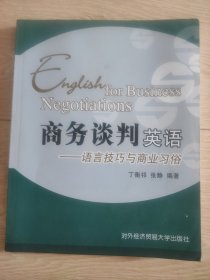 English for Business
Negotiations
商务谈判英语
——语言技巧与商业习俗
丁衡祁 张静 编著
对外经济贸易大学出版社